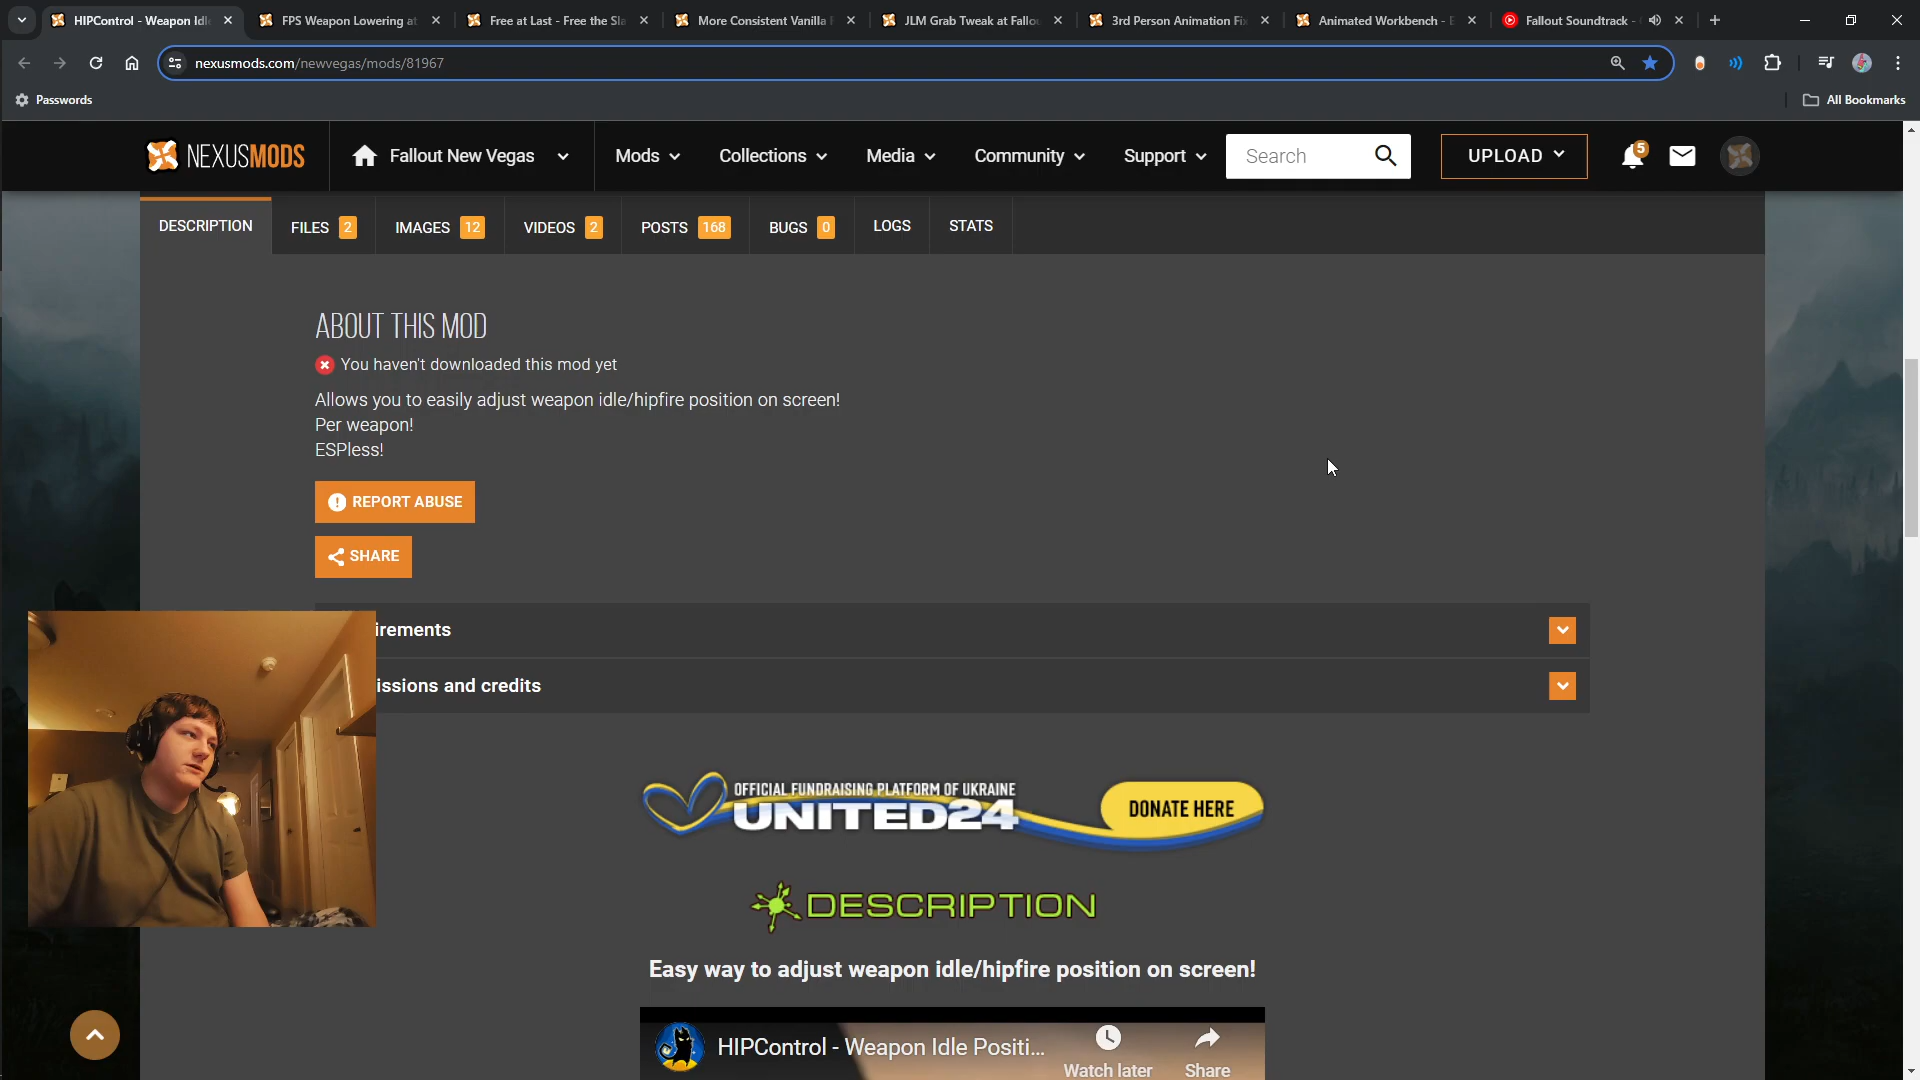 HIPControl - Weapon Idl
FPS Weapon Lowering at
Free at Last - Free the Sla
More Consistent Vanilla F
JLM Grab Tweak at Fallou
3rd Person Animation Fix
Animated Workbench - E
Fallout Soundtrack -
nexusmods.com/newvegas/mods/81967
Passwords
All Bookmarks
NEXUSMODS
Fallout New Vegas
Mods
Collections
Media
Community
Support
Search
UPLOAD
5
DESCRIPTION
FILES 2
IMAGES 12
VIDEOS 2
POSTS 168
BUGS 0
LOGS
STATS
ABOUT THIS MOD
You haven't downloaded this mod yet
Allows you to easily adjust weapon idle/hipfire position on screen!
Per weapon!
ESPless!
REPORT ABUSE
SHARE
irements
issions and credits
OFFICIAL FUNDRAISING PLATFORM OF UKRAINE
UNITED24
DONATE HERE
DESCRIPTION
Easy way to adjust weapon idle/hipfire position on screen!
HIPControl - Weapon Idle Positi...
Watch later
Share